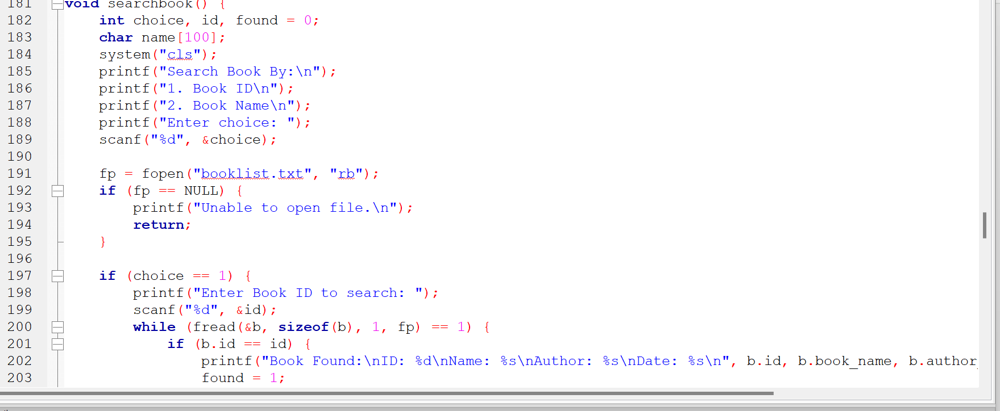 181 void searchbook() {
182 int choice, id, found = 0;
183 char name[100];
184 system("cls");
185 printf("Search Book By:\n");
186 printf("1. Book ID\n");
187 printf("2. Book Name\n");
188 printf("Enter choice: ");
189 scanf("%d", &choice);
190
191 fp = fopen("booklist.txt", "rb");
192 if (fp == NULL) {
193 printf("Unable to open file.\n");
194 return;
195 }
196
197 if (choice == 1) {
198 printf("Enter Book ID to search: ");
199 scanf("%d", &id);
200 while (fread(&b, sizeof(b), 1, fp) == 1) {
201 if (b.id == id) {
202 printf("Book Found:\nID: %d\nName: %s\nAuthor: %s\nDate: %s\n", b.id, b.book_name, b.author_
203 found = 1;